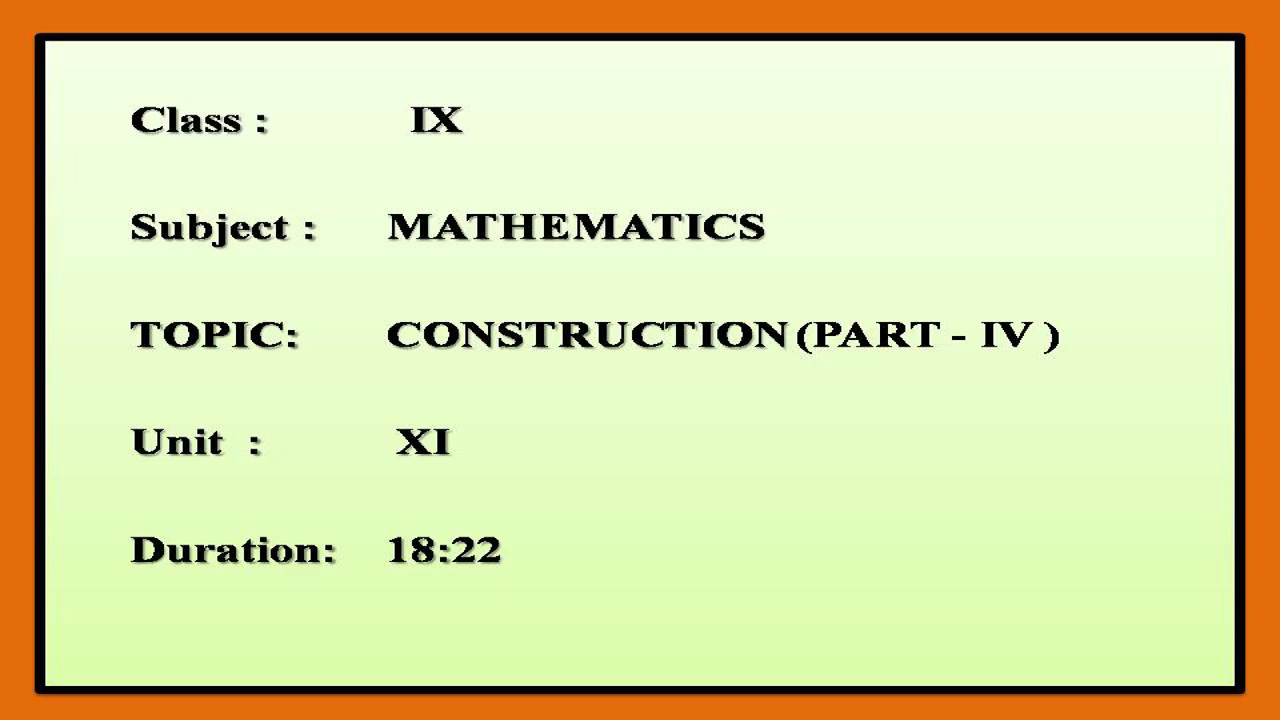 Class : IX
Subject : MATHEMATICS
TOPIC: CONSTRUCTION (PART - IV )
Unit : XI
Duration: 18:22